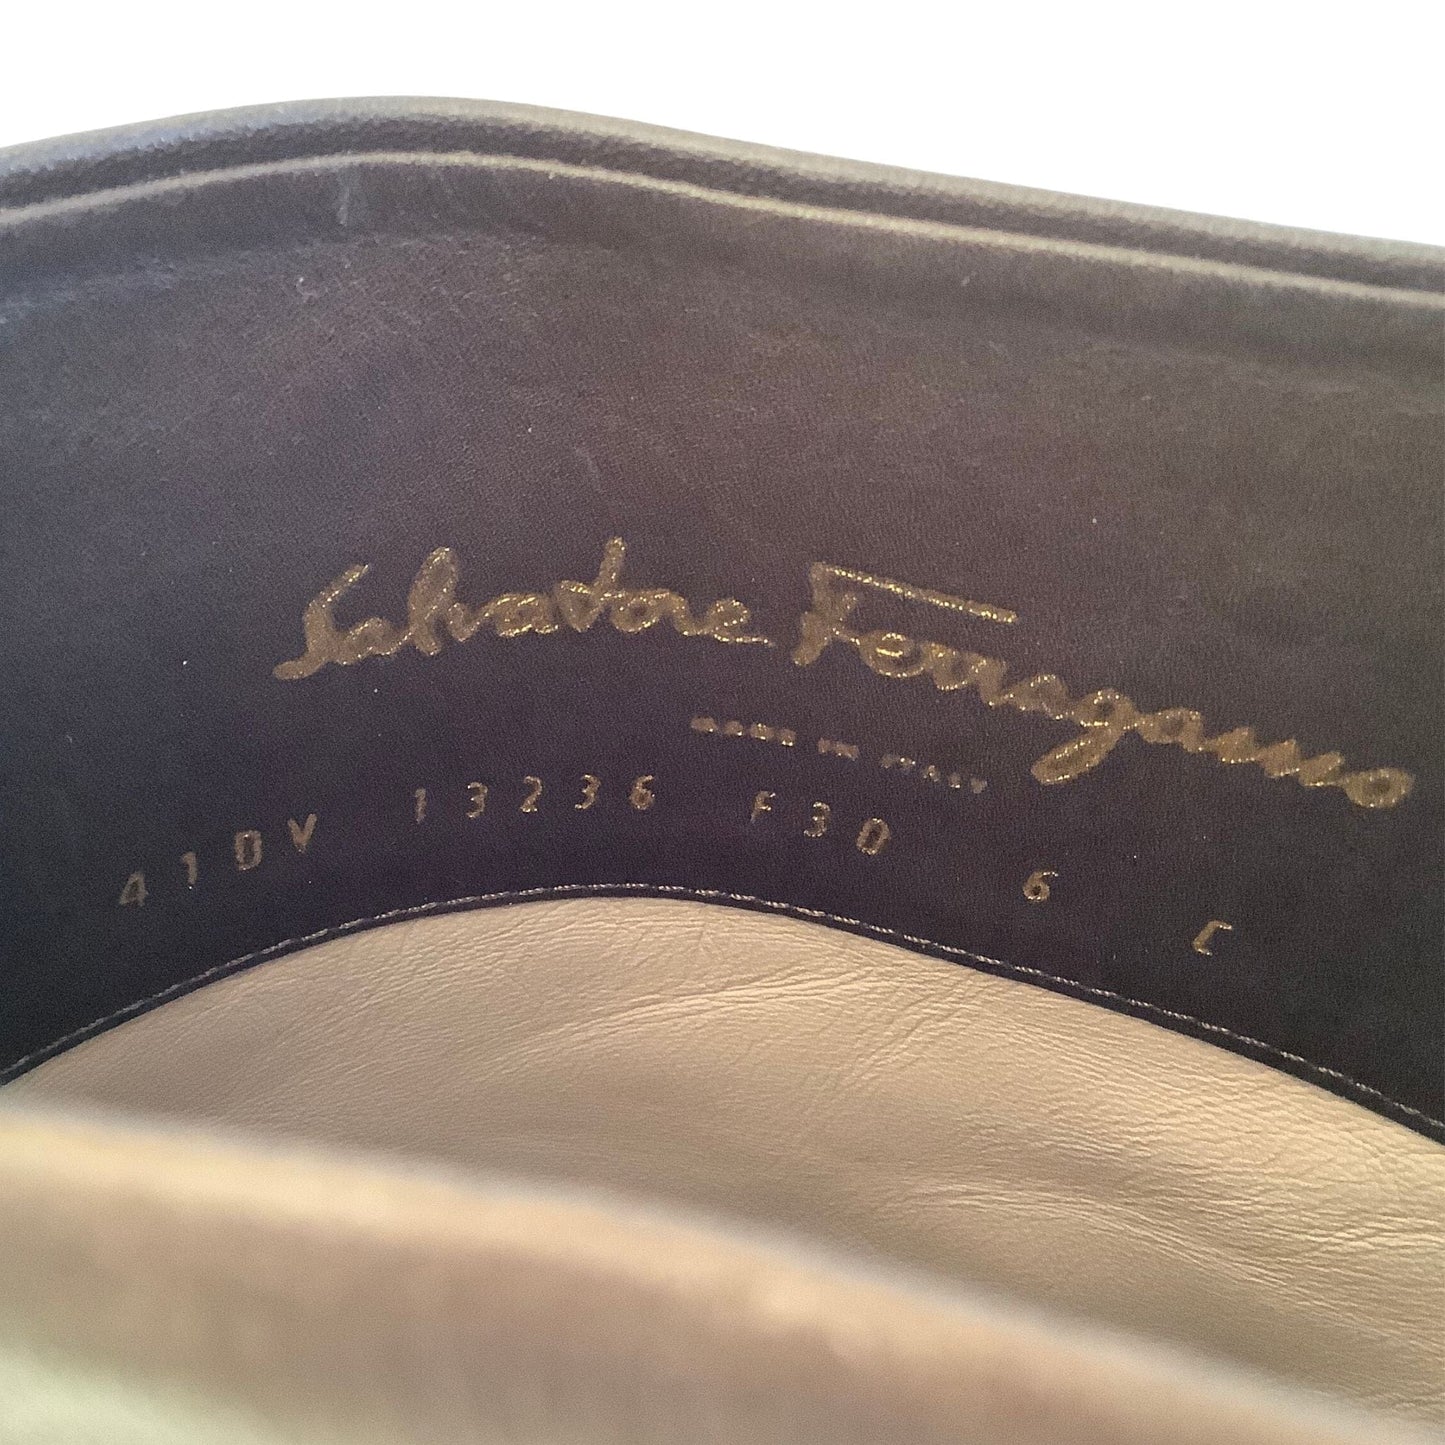 Salvatore Ferragamo
MADE IN ITALY
410V 13236 F30 6 C